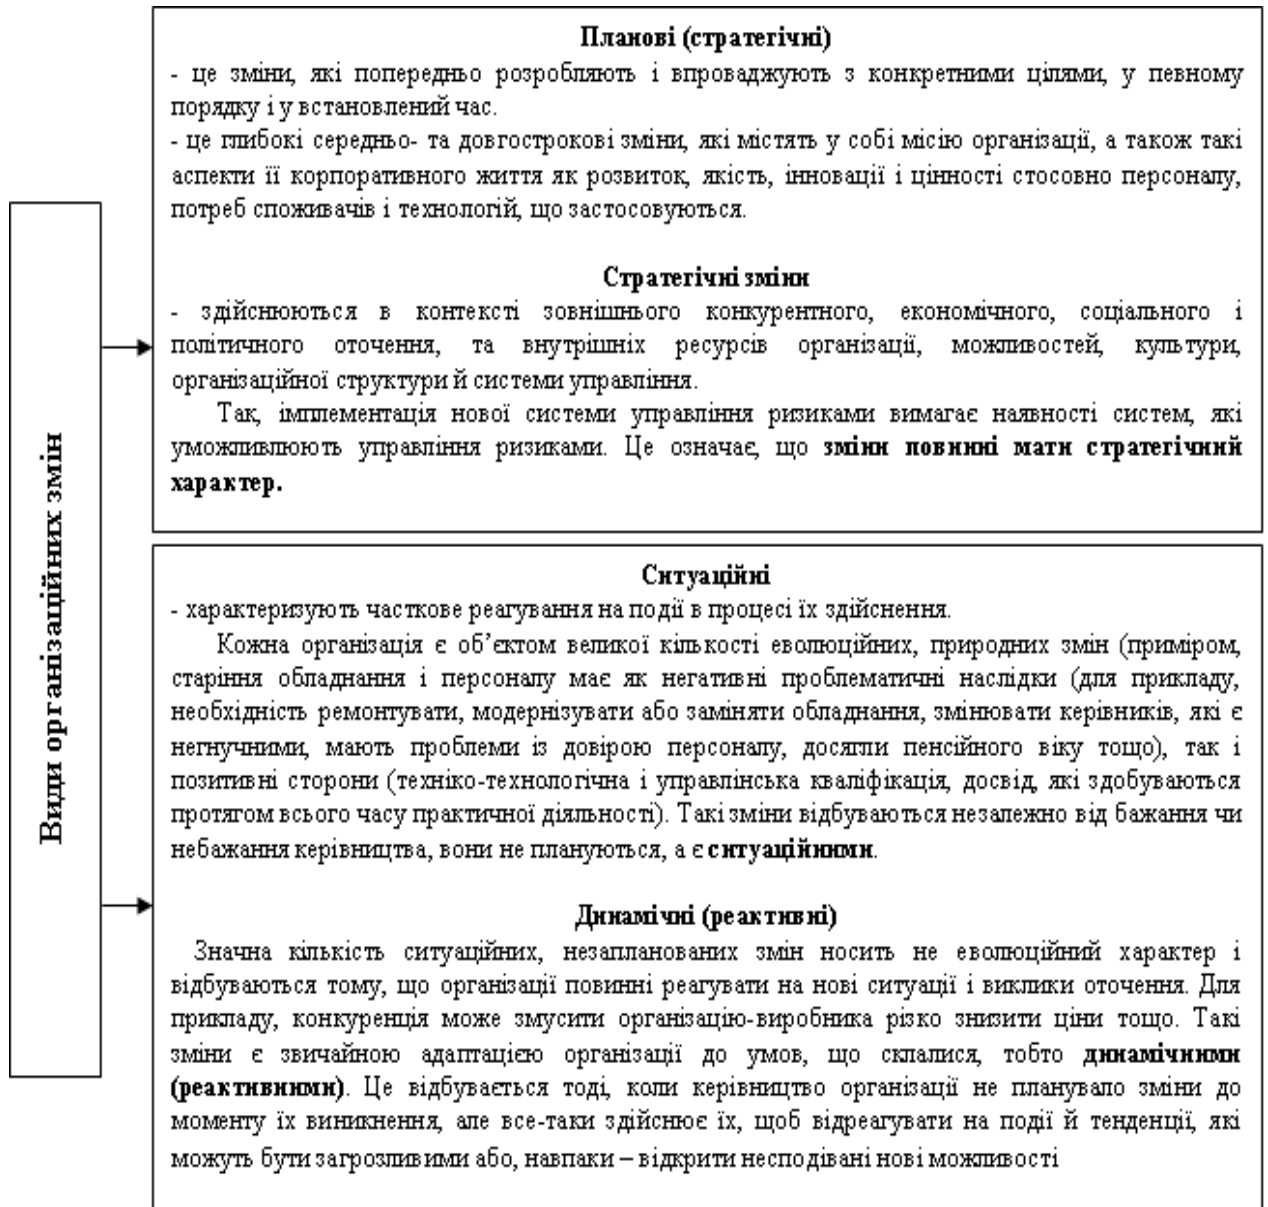 Види організаційних змін
Планові (стратегічні)
- це зміни, які попередньо розробляють і впроваджують з конкретними цілями, у певному
порядку і у встановлений час.
- це глибокі середньо- та довгострокові зміни, які містять у собі місію організації, а також такі
аспекти її корпоративного життя як розвиток, якість, інновації і цінності стосовно персоналу,
потреб споживачів і технологій, що застосовуються.
Стратегічні зміни
- здійснюються в контексті зовнішнього конкурентного, економічного, соціального і
політичного оточення, та внутрішніх ресурсів організації, можливостей, культури,
організаційної структури й системи управління.
Так, імплементація нової системи управління ризиками вимагає наявності систем, які
уможливлюють управління ризиками. Це означає, що зміни повинні мати стратегічний
характер.
Ситуаційні
- характеризують часткове реагування на події в процесі їх здійснення.
Кожна організація є об’єктом великої кількості еволюційних, природних змін (приміром,
старіння обладнання і персоналу має як негативні проблематичні наслідки (для прикладу,
необхідність ремонтувати, модернізувати або заміняти обладнання, змінювати керівників, які є
негнучними, мають проблеми із довірою персоналу, досягли пенсійного віку тощо), так і
позитивні сторони (техніко-технологічна і управлінська кваліфікація, досвід, які здобуваються
протягом всього часу практичної діяльності). Такі зміни відбуваються незалежно від бажання чи
небажання керівництва, вони не плануються, а є ситуаційними.
Динамічні (реактивні)
Значна кількість ситуаційних, незапланованих змін носить не еволюційний характер і
відбуваються тому, що організації повинні реагувати на нові ситуації і виклики оточення. Для
прикладу, конкуренція може змусити організацію-виробника різко знизити ціни тощо. Такі
зміни є звичайною адаптацією організації до умов, що склалися, тобто динамічними
(реактивними). Це відбувається тоді, коли керівництво організації не планувало зміни до
моменту їх виникнення, але все-таки здійснює їх, щоб відреагувати на події й тенденції, які
можуть бути загрозливими або, навпаки – відкрити несподівані нові можливості